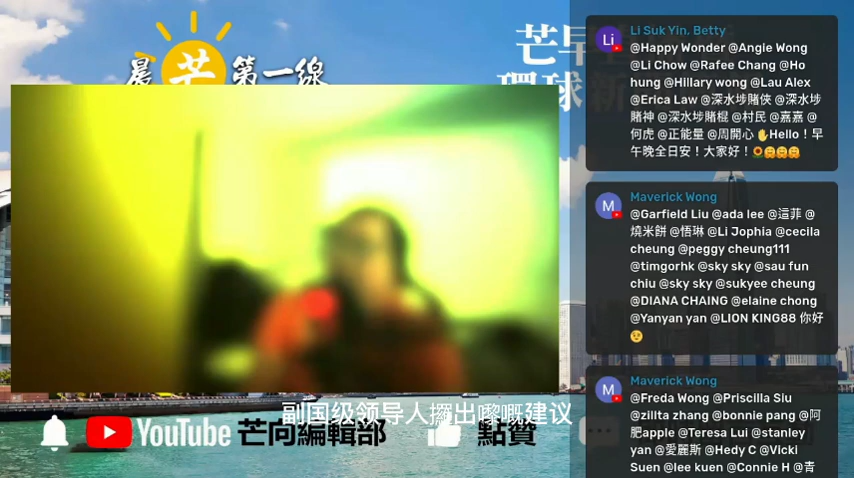 晨芒第一線
芒早
環球新
副国级领导人攞出嚟嘅建议
YouTube 芒向編輯部
點贊
Li Suk Yin, Betty
@Happy Wonder @Angie Wong
@Li Chow @Rafee Chang @Ho
hung @Hillary wong @Lau Alex
@Erica Law @深水埗賭俠 @深水埗
賭神 @深水埗賭棍 @村民 @嘉嘉 @
何虎 @正能量 @周開心 ✋Hello！早
午晚全日安！大家好！🌻🤗🤗🤗
Maverick Wong
@Garfield Liu @ada lee @這菲 @
燒米餅 @悟琳 @Li Jophia @cecila
cheung @peggy cheung111
@timgorhk @sky sky @sau fun
chiu @sky sky @sukyee cheung
@DIANA CHAING @elaine chong
@Yanyan yan @LION KING88 你好
Maverick Wong
@Freda Wong @Priscilla Siu
@zillta zhang @bonnie pang @阿
肥apple @Teresa Lui @stanley
yan @愛麗斯 @Hedy C @Vicki
Suen @lee kuen @Connie H @青